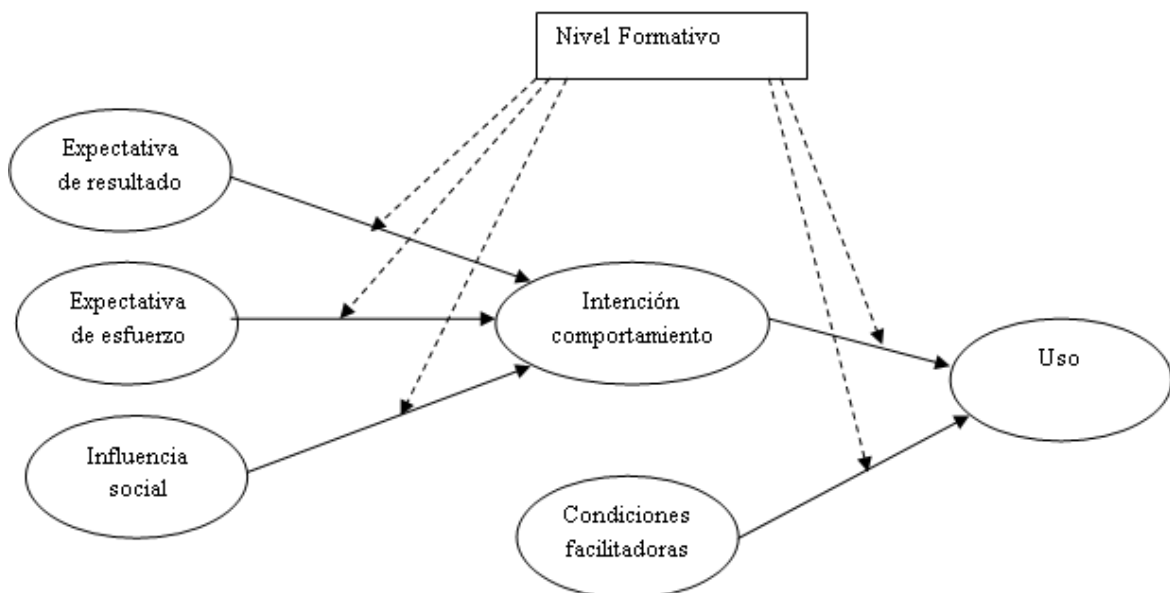 Nivel Formativo
Expectativa
de resultado
Expectativa
de esfuerzo
Intención
comportamiento
Uso
Influencia
social
Condiciones
facilitadoras